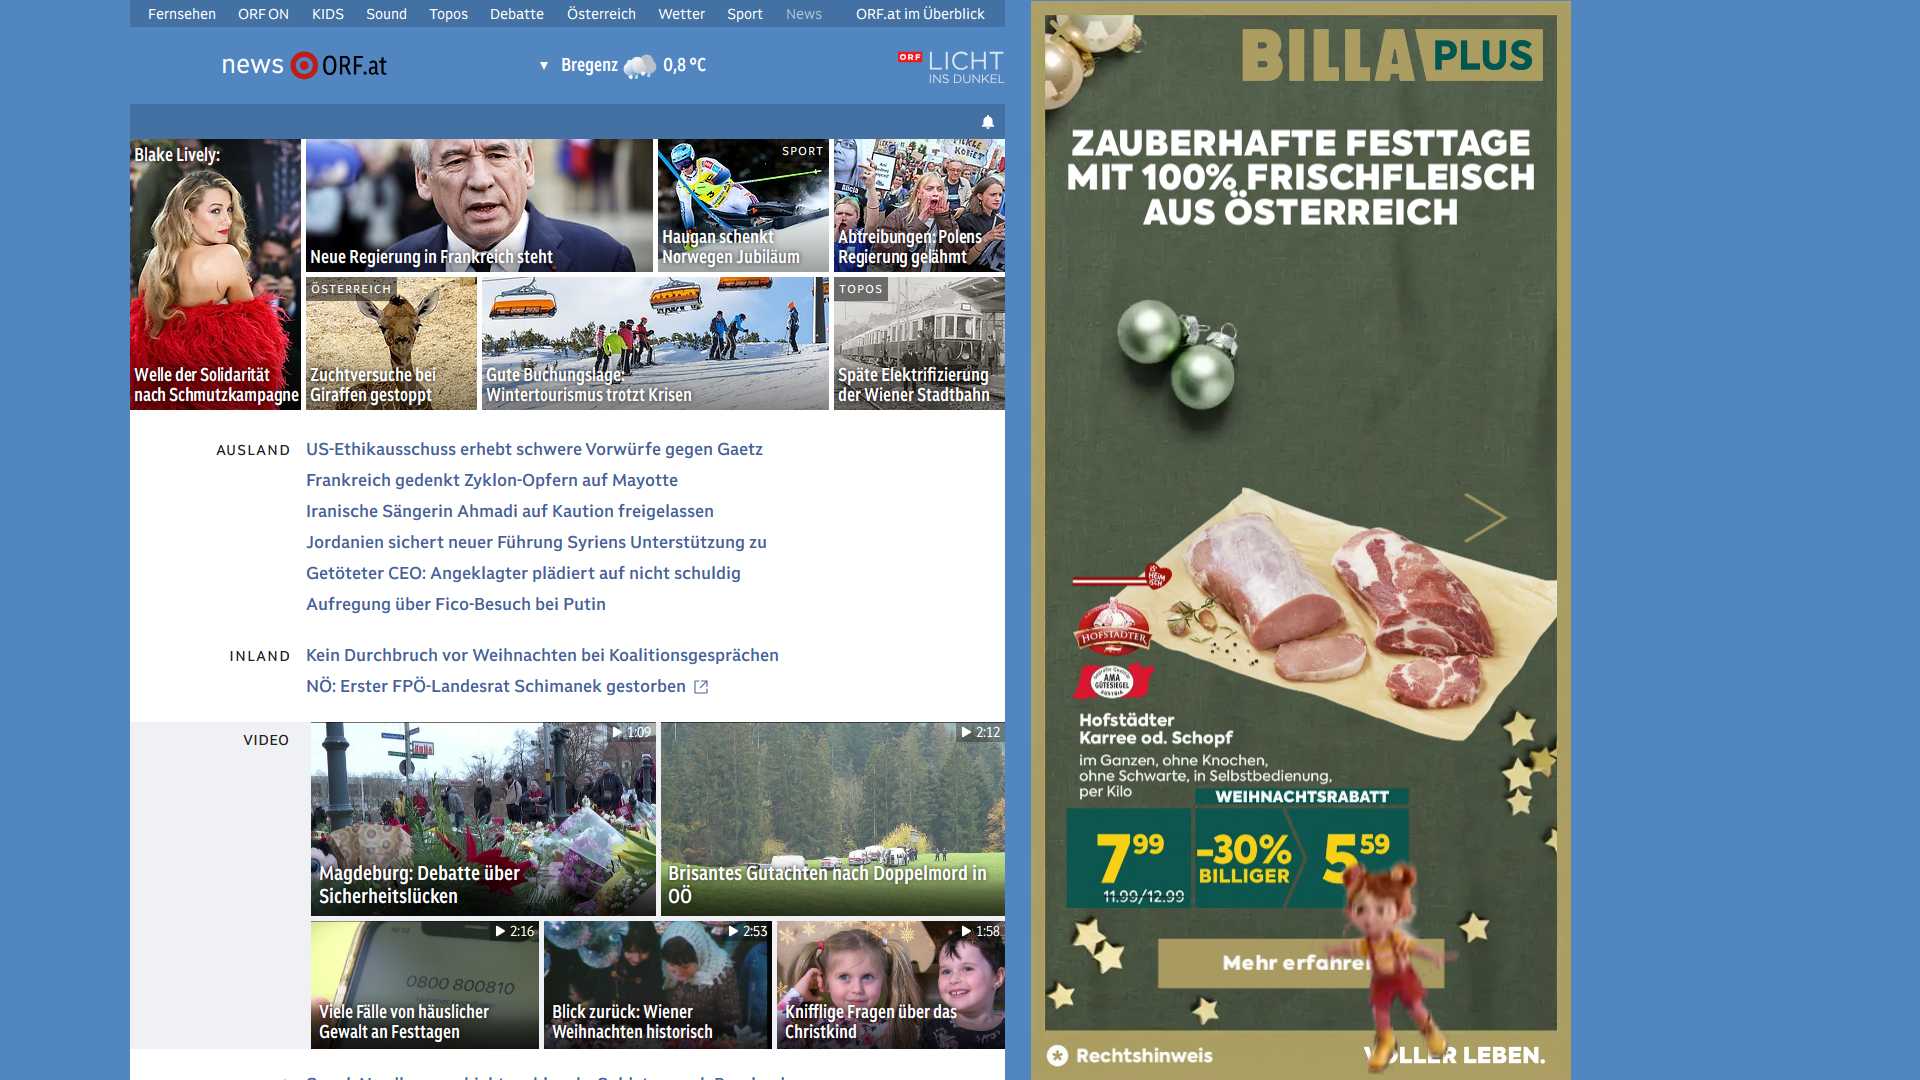 Fernsehen ORF ON KIDS Sound Topos Debatte Österreich Wetter Sport News ORF.at im Überblick
news ORF.at
Bregenz 0,8 °C
ORF LICHT
INS DUNKEL
Blake Lively:
Welle der Solidarität
nach Schmutzkampagne
Neue Regierung in Frankreich steht
SPORT
Haugan schenkt
Norwegen Jubiläum
Abtreibungen: Polens
Regierung gelähmt
ÖSTERREICH
Zuchtversuche bei
Giraffen gestoppt
Gute Buchungslage:
Wintertourismus trotzt Krisen
TOPOS
Späte Elektrifizierung
der Wiener Stadtbahn
AUSLAND
US-Ethikausschuss erhebt schwere Vorwürfe gegen Gaetz
Frankreich gedenkt Zyklon-Opfern auf Mayotte
Iranische Sängerin Ahmadi auf Kaution freigelassen
Jordanien sichert neuer Führung Syriens Unterstützung zu
Getöteter CEO: Angeklagter plädiert auf nicht schuldig
Aufregung über Fico-Besuch bei Putin
INLAND
Kein Durchbruch vor Weihnachten bei Koalitionsgesprächen
NÖ: Erster FPÖ-Landesrat Schimanek gestorben
VIDEO
1:09
Magdeburg: Debatte über
Sicherheitslücken
2:12
Brisantes Gutachten nach Doppelmord in
OÖ
2:16
0800 800810
Viele Fälle von häuslicher
Gewalt an Festtagen
2:53
Blick zurück: Wiener
Weihnachten historisch
1:58
Knifflige Fragen über das
Christkind
BILLA PLUS
ZAUBERHAFTE FESTTAGE
MIT 100% FRISCHFLEISCH
AUS ÖSTERREICH
IS'
HEIM
ISCH
HOFSTÄDTER
AMA
GÜTESIEGEL
AUSTRIA
Hofstädter
Karree od. Schopf
im Ganzen, ohne Knochen,
ohne Schwarte, in Selbstbedienung,
per Kilo
WEIHNACHTSRABATT
7 99
11.99/12.99
-30%
BILLIGER
5 59
Mehr erfahren
Rechtshinweis
VOLLER LEBEN.